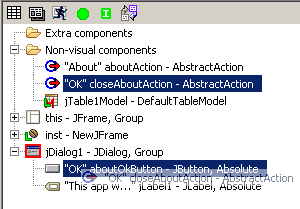 Extra components
Non-visual components
"About" aboutAction - AbstractAction
"OK" closeAboutAction - AbstractAction
jTable1Model - DefaultTableModel
this - JFrame, Group
inst - NewJFrame
jDialog1 - JDialog, Group
"OK" aboutOkButton - JButton, Absolute
"OK" closeAboutAction - AbstractAction
"This app w..." jLabel1 - JLabel, Absolute